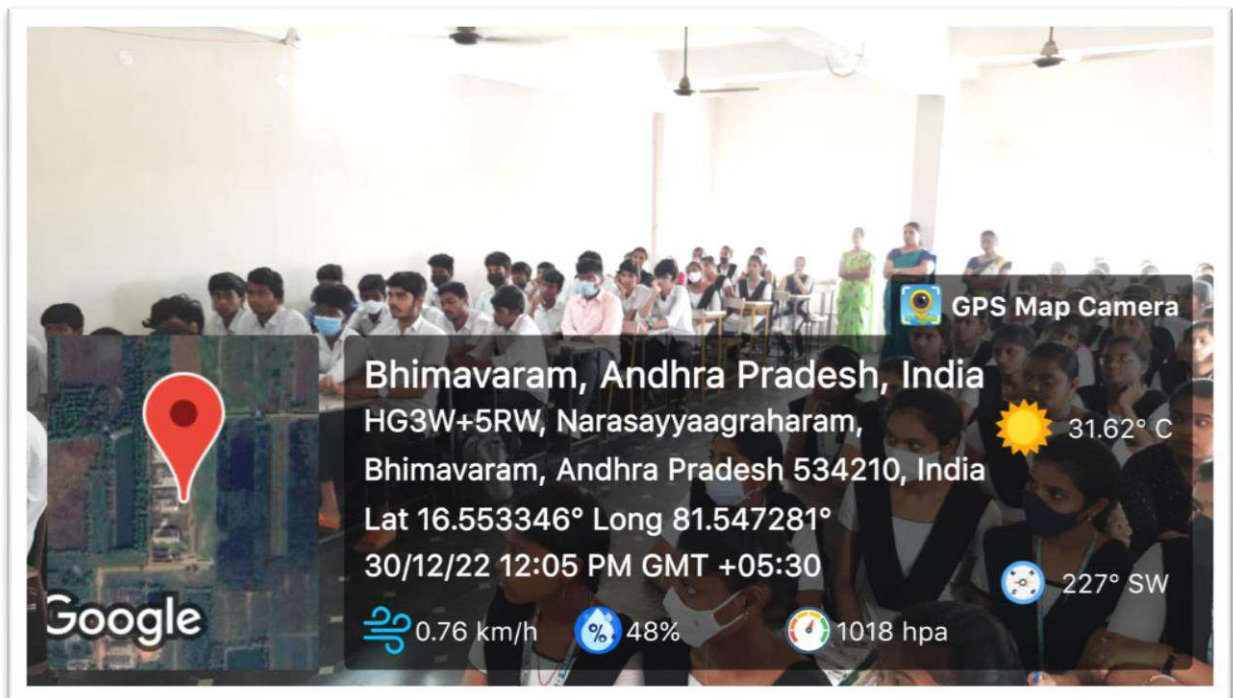 GPS Map Camera
Bhimavaram, Andhra Pradesh, India
HG3W+5RW, Narasayyaagraharam,
Bhimavaram, Andhra Pradesh 534210, India
Lat 16.553346° Long 81.547281°
30/12/22 12:05 PM GMT +05:30
31.62° C
227° SW
0.76 km/h
% 48%
1018 hpa
Google